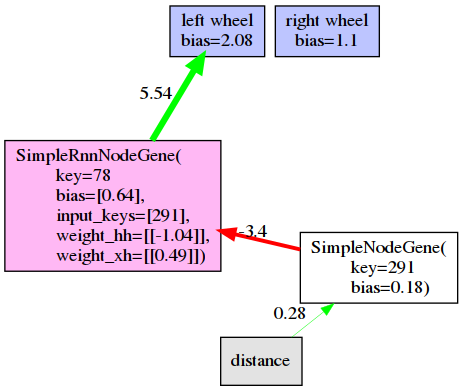 left wheel
bias=2.08
right wheel
bias=1.1
5.54
SimpleRnnNodeGene(
key=78
bias=[0.64],
input_keys=[291],
weight_hh=[[-1.04]],
weight_xh=[[0.49]])
-3.4
SimpleNodeGene(
key=291
bias=0.18)
0.28
distance